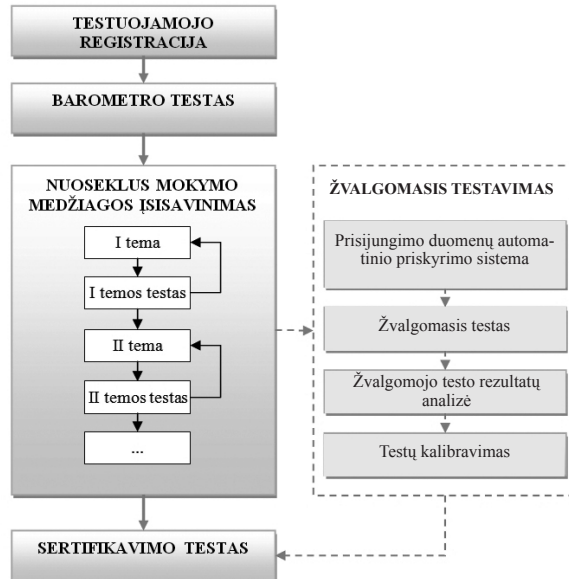 TESTUOJAMOJO
REGISTRACIJA
BAROMETRO TESTAS
NUOSEKLUS MOKYMO
MEDŽIAGOS ĮSISAVINIMAS
I tema
I temos testas
II tema
II temos testas
...
ŽVALGOMASIS TESTAVIMAS
Prisijungimo duomenų automa-
tinio priskyrimo sistema
Žvalgomasis testas
Žvalgomojo testo rezultatų
analizė
Testų kalibravimas
SERTIFIKAVIMO TESTAS